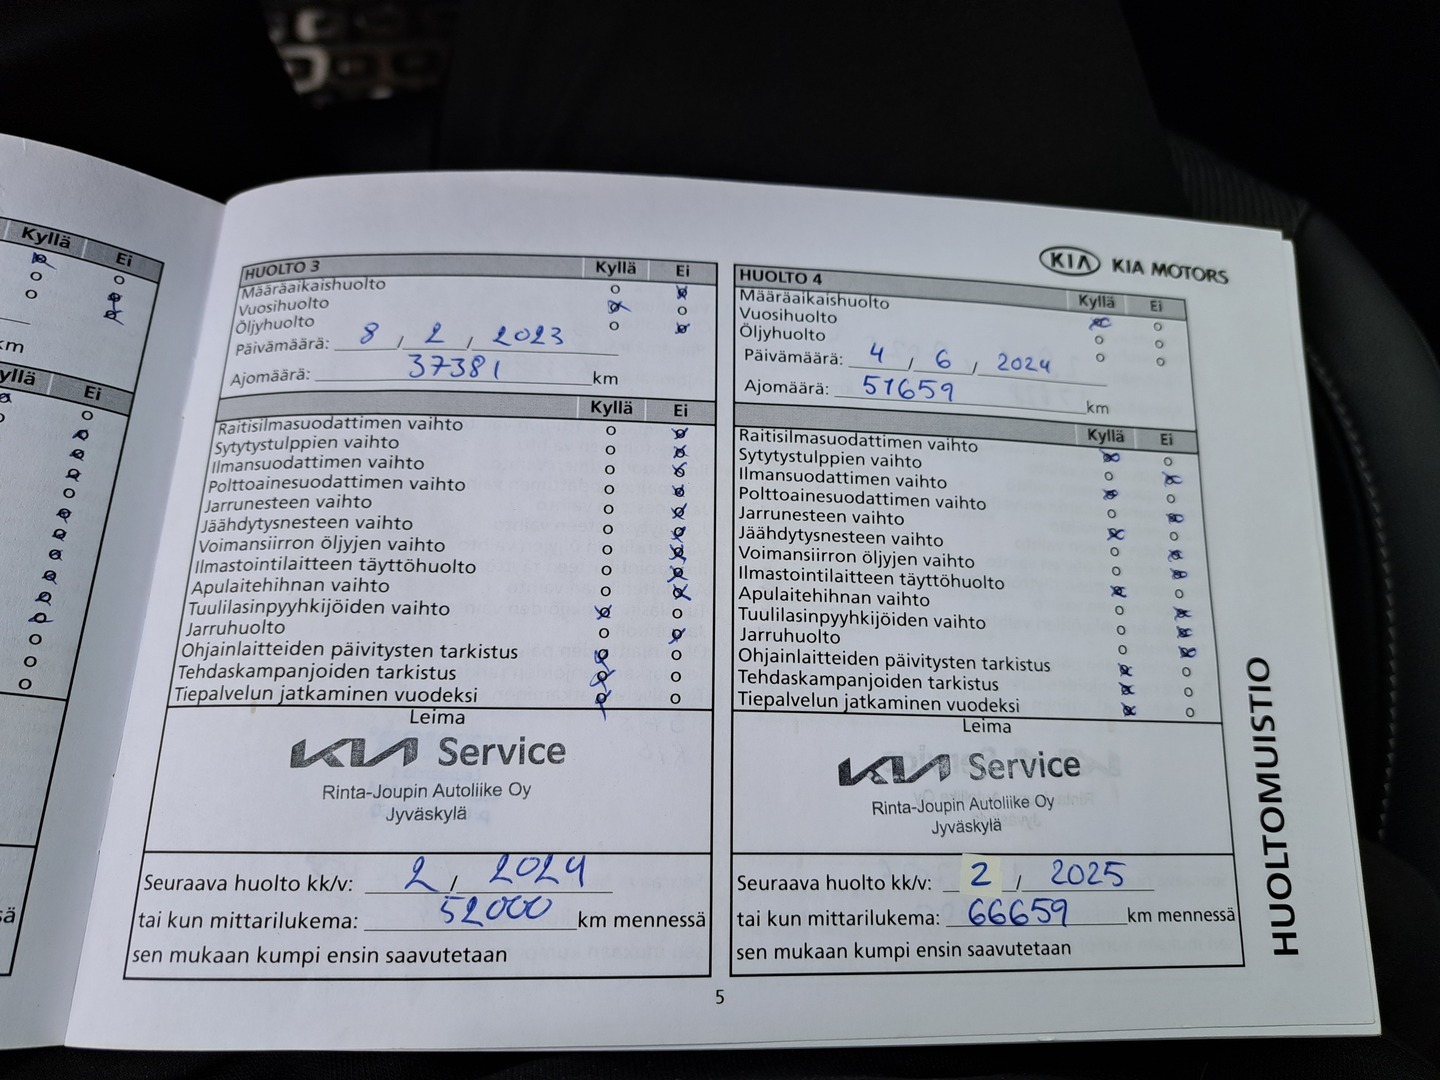 Kyllä Ei
km
yllä Ei
sä
HUOLTO 3 Kyllä Ei
Määräaikaishuolto
Vuosihuolto
Öljyhuolto
Päivämäärä: 8 / 2 / 2023
Ajomäärä: 37381 km
Kyllä Ei
Raitisilmasuodattimen vaihto
Sytytystulppien vaihto
Ilmansuodattimen vaihto
Polttoainesuodattimen vaihto
Jarrunesteen vaihto
Jäähdytysnesteen vaihto
Voimansiirron öljyjen vaihto
Ilmastointilaitteen täyttöhuolto
Apulaitehihnan vaihto
Tuulilasinpyyhkijöiden vaihto
Jarruhuolto
Ohjainlaitteiden päivitysten tarkistus
Tehdaskampanjoiden tarkistus
Tiepalvelun jatkaminen vuodeksi
Leima
KIA Service
Rinta-Joupin Autoliike Oy
Jyväskylä
Seuraava huolto kk/v: 2 / 2024
tai kun mittarilukema: 52000 km mennessä
sen mukaan kumpi ensin saavutetaan
KIA KIA MOTORS
HUOLTO 4 Kyllä Ei
Määräaikaishuolto
Vuosihuolto
Öljyhuolto
Päivämäärä: 4 / 6 / 2024
Ajomäärä: 51659 km
Kyllä Ei
Raitisilmasuodattimen vaihto
Sytytystulppien vaihto
Ilmansuodattimen vaihto
Polttoainesuodattimen vaihto
Jarrunesteen vaihto
Jäähdytysnesteen vaihto
Voimansiirron öljyjen vaihto
Ilmastointilaitteen täyttöhuolto
Apulaitehihnan vaihto
Tuulilasinpyyhkijöiden vaihto
Jarruhuolto
Ohjainlaitteiden päivitysten tarkistus
Tehdaskampanjoiden tarkistus
Tiepalvelun jatkaminen vuodeksi
Leima
KIA Service
Rinta-Joupin Autoliike Oy
Jyväskylä
Seuraava huolto kk/v: 2 / 2025
tai kun mittarilukema: 66659 km mennessä
sen mukaan kumpi ensin saavutetaan
HUOLTOMUISTIO
5